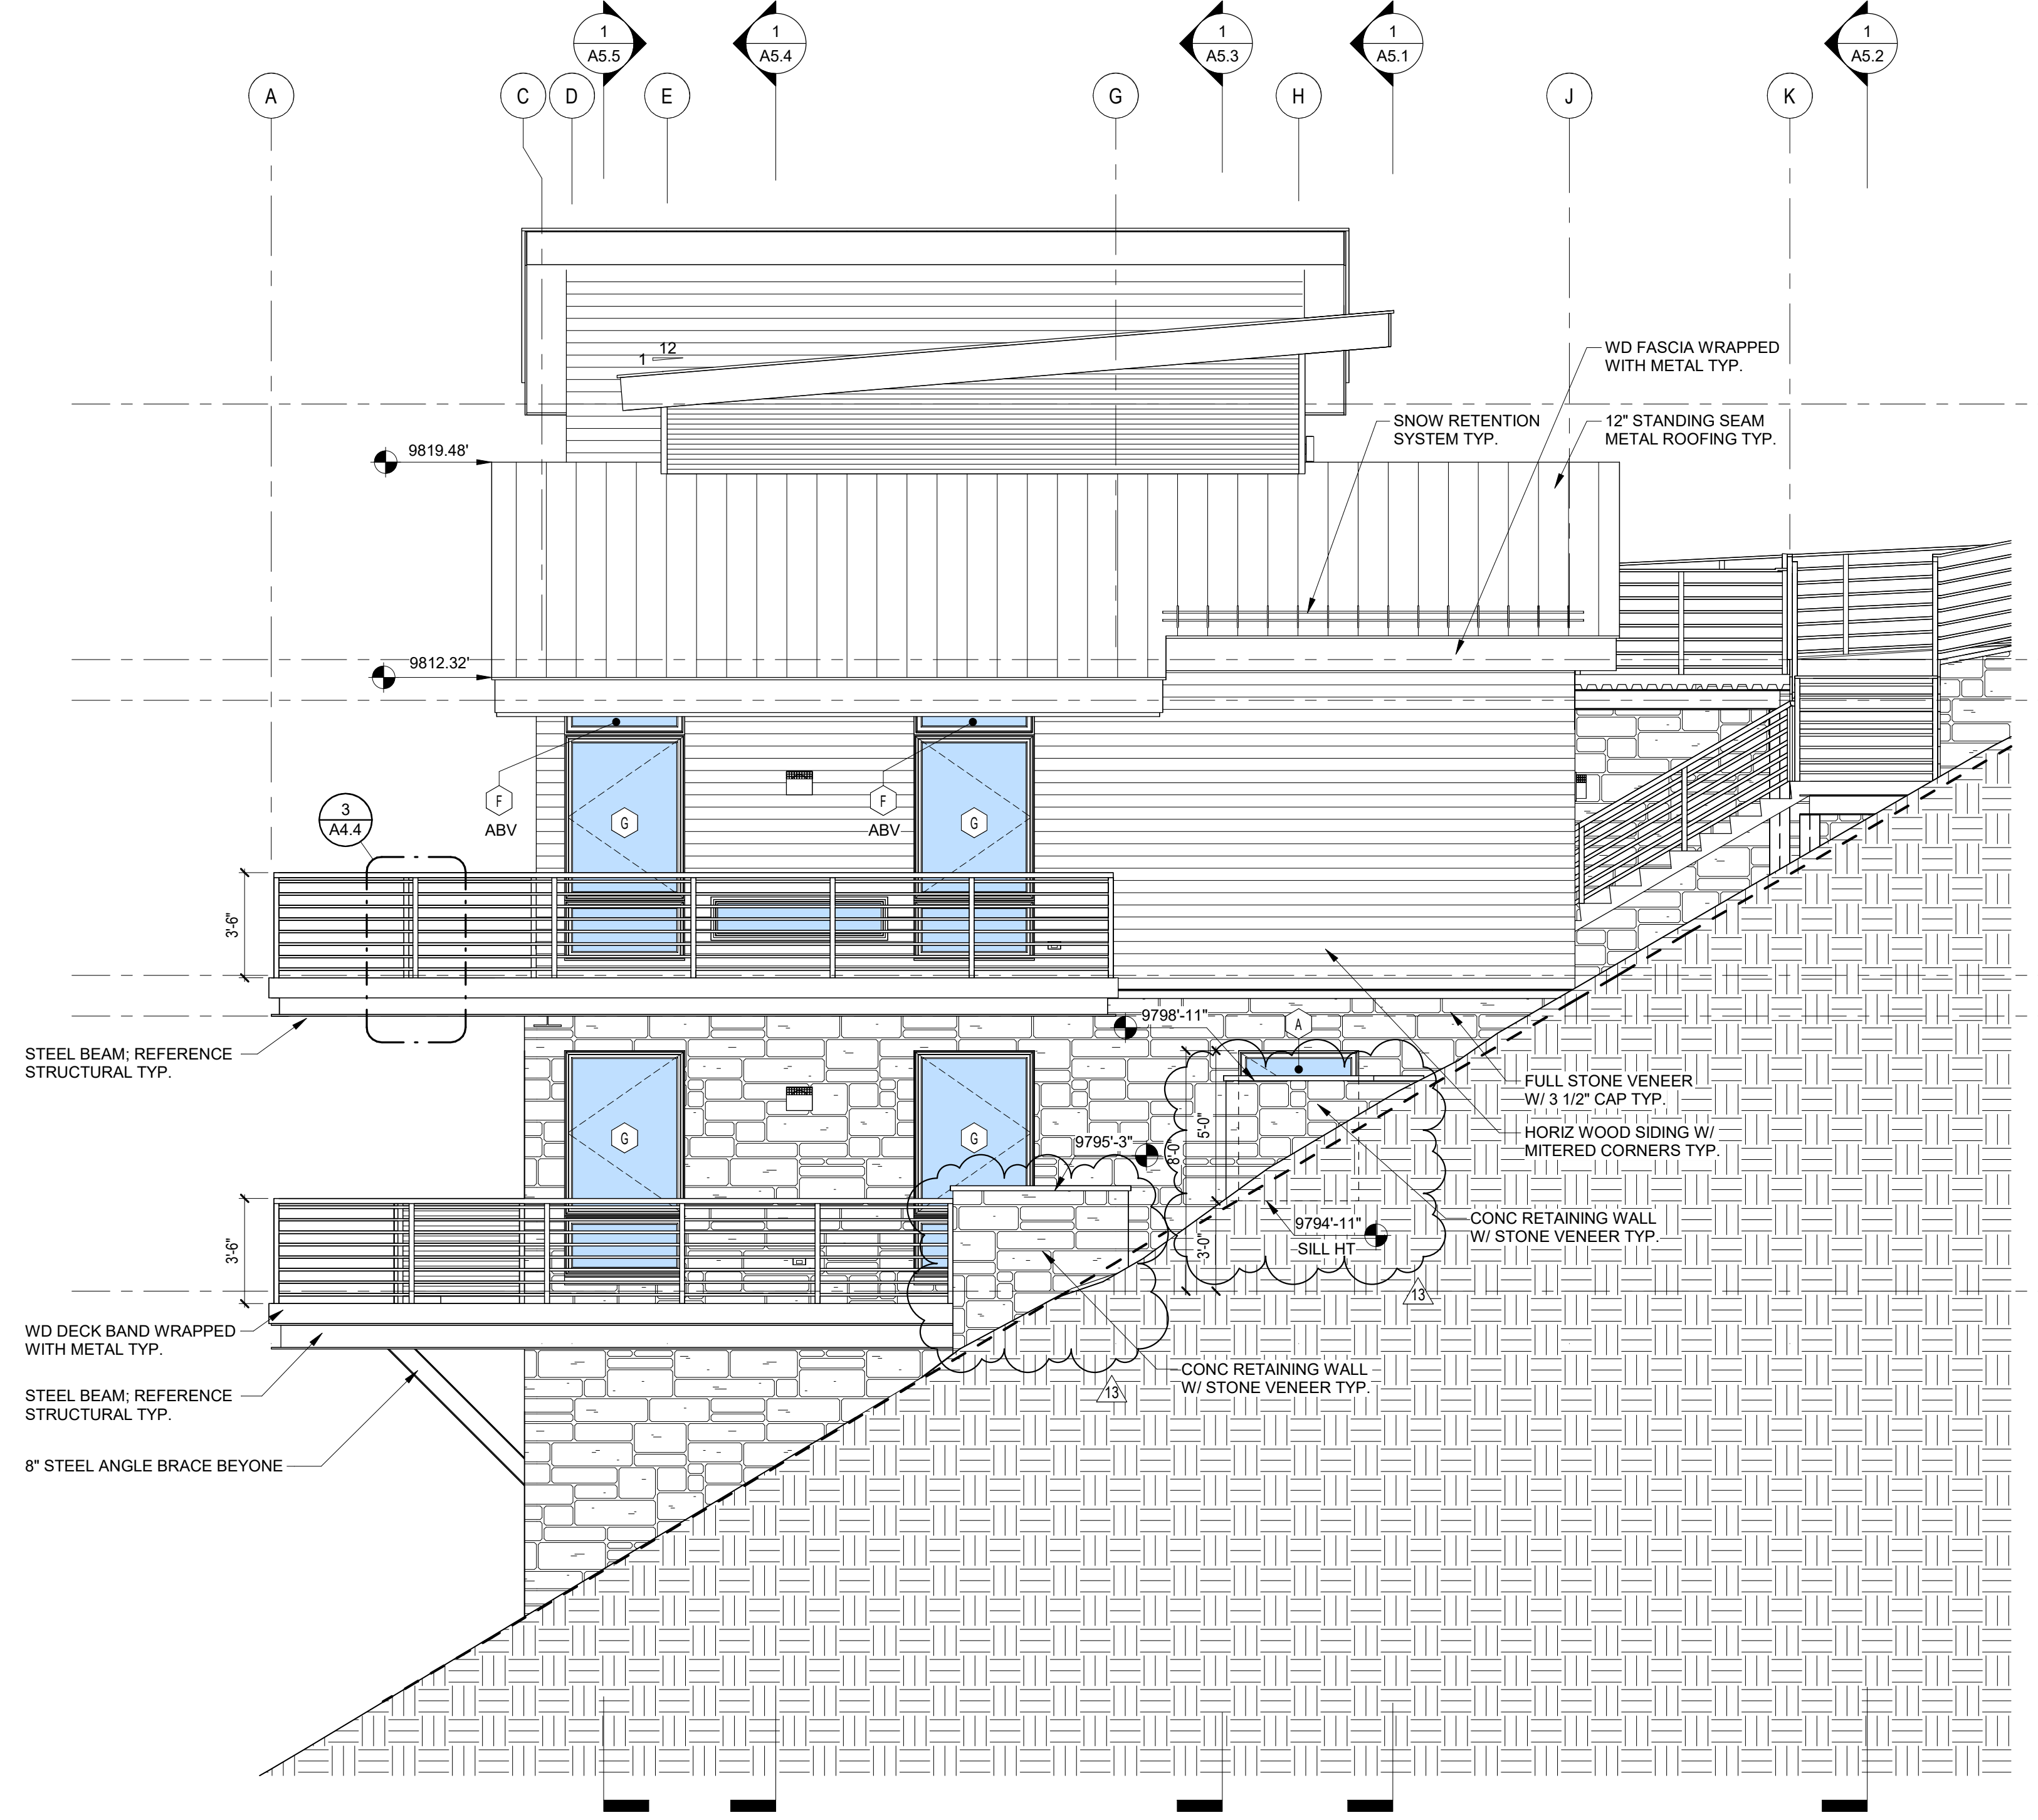 1
A5.5
1
A5.4
1
A5.3
1
A5.1
1
A5.2
A
C
D
E
G
H
J
K
12
1
WD FASCIA WRAPPED
WITH METAL TYP.
SNOW RETENTION
SYSTEM TYP.
12" STANDING SEAM
METAL ROOFING TYP.
9819.48'
9812.32'
F
ABV
F
ABV
G
G
3
A4.4
3'-6"
9798'-11"
A
STEEL BEAM; REFERENCE
STRUCTURAL TYP.
FULL STONE VENEER
W/ 3 1/2" CAP TYP.
HORIZ WOOD SIDING W/
MITERED CORNERS TYP.
G
G
9795'-3"
5'-0"
8'-0"
3'-0"
9794'-11"
SILL HT
CONC RETAINING WALL
W/ STONE VENEER TYP.
13
3'-6"
WD DECK BAND WRAPPED
WITH METAL TYP.
CONC RETAINING WALL
W/ STONE VENEER TYP.
13
STEEL BEAM; REFERENCE
STRUCTURAL TYP.
8" STEEL ANGLE BRACE BEYONE